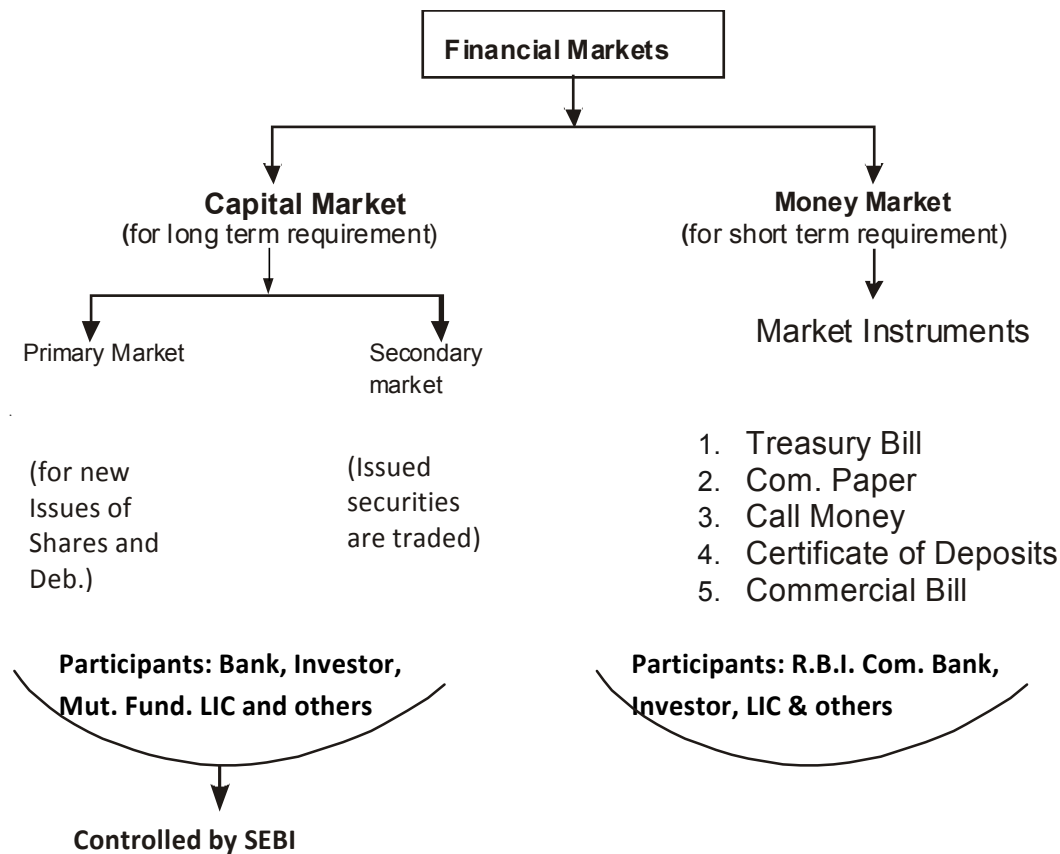 Financial Markets
Capital Market
(for long term requirement)
Money Market
(for short term requirement)
Primary Market
Secondary
market
Market Instruments
(for new
Issues of
Shares and
Deb.)
(Issued
securities
are traded)
1. Treasury Bill
2. Com. Paper
3. Call Money
4. Certificate of Deposits
5. Commercial Bill
Participants: Bank, Investor,
Mut. Fund. LIC and others
Participants: R.B.I. Com. Bank,
Investor, LIC & others
Controlled by SEBI